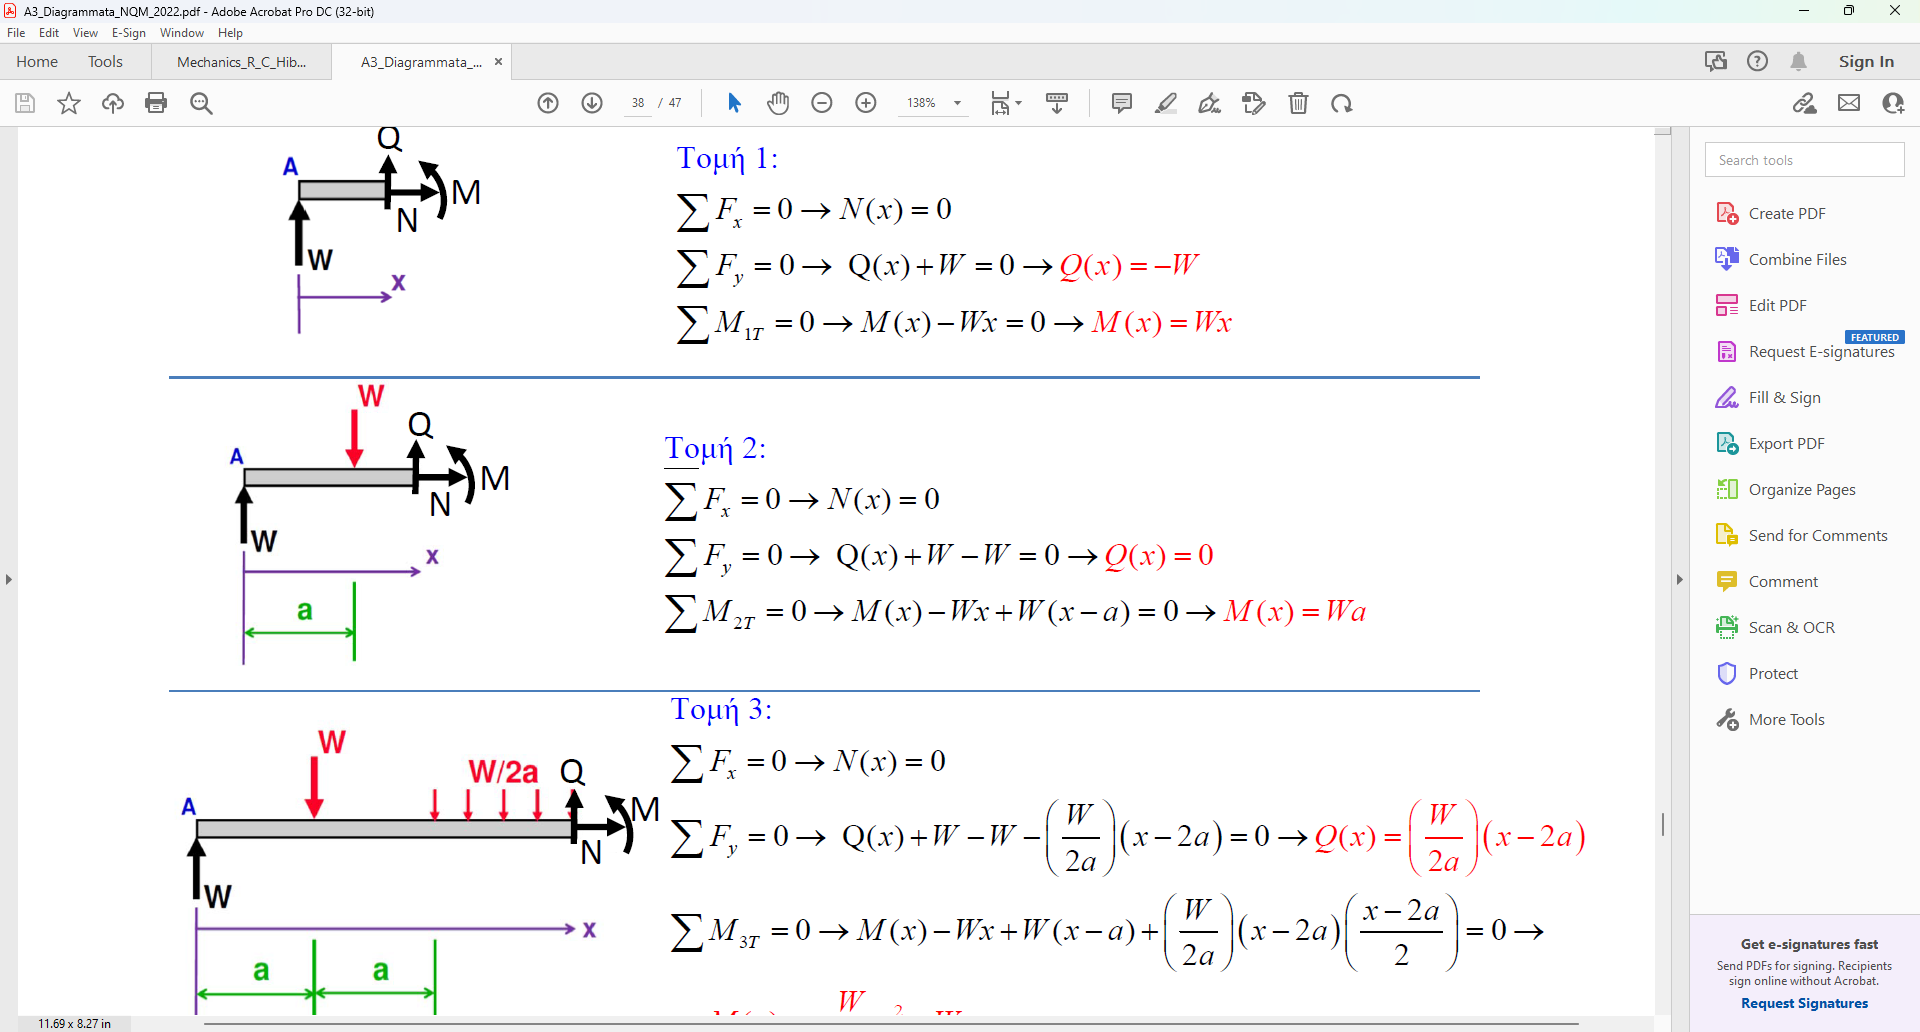 A3_Diagrammata_NQM_2022.pdf - Adobe Acrobat Pro DC (32-bit)
File Edit View E-Sign Window Help
Home Tools Mechanics_R_C_Hib... A3_Diagrammata_... × Sign In
38 / 47 138%
Search tools
Create PDF
Combine Files
Edit PDF
FEATURED
Request E-signatures
Fill & Sign
Export PDF
Organize Pages
Send for Comments
Comment
Scan & OCR
Protect
More Tools
Get e-signatures fast
Send PDFs for signing. Recipients
sign online without Acrobat.
Request Signatures
A Q M N W x
Τομή 1:
∑ F_x = 0 → N(x) = 0
∑ F_y = 0 → Q(x) + W = 0 → Q(x) = −W
∑ M_1T = 0 → M(x) − Wx = 0 → M(x) = Wx
W A Q M N W x a
Τομή 2:
∑ F_x = 0 → N(x) = 0
∑ F_y = 0 → Q(x) + W − W = 0 → Q(x) = 0
∑ M_2T = 0 → M(x) − Wx + W(x − a) = 0 → M(x) = Wa
W W/2a Q A M N W x a a
Τομή 3:
∑ F_x = 0 → N(x) = 0
∑ F_y = 0 → Q(x) + W − W − (W/2a)(x − 2a) = 0 → Q(x) = (W/2a)(x − 2a)
∑ M_3T = 0 → M(x) − Wx + W(x − a) + (W/2a)(x − 2a)((x − 2a)/2) = 0 →
W 2
11.69 x 8.27 in